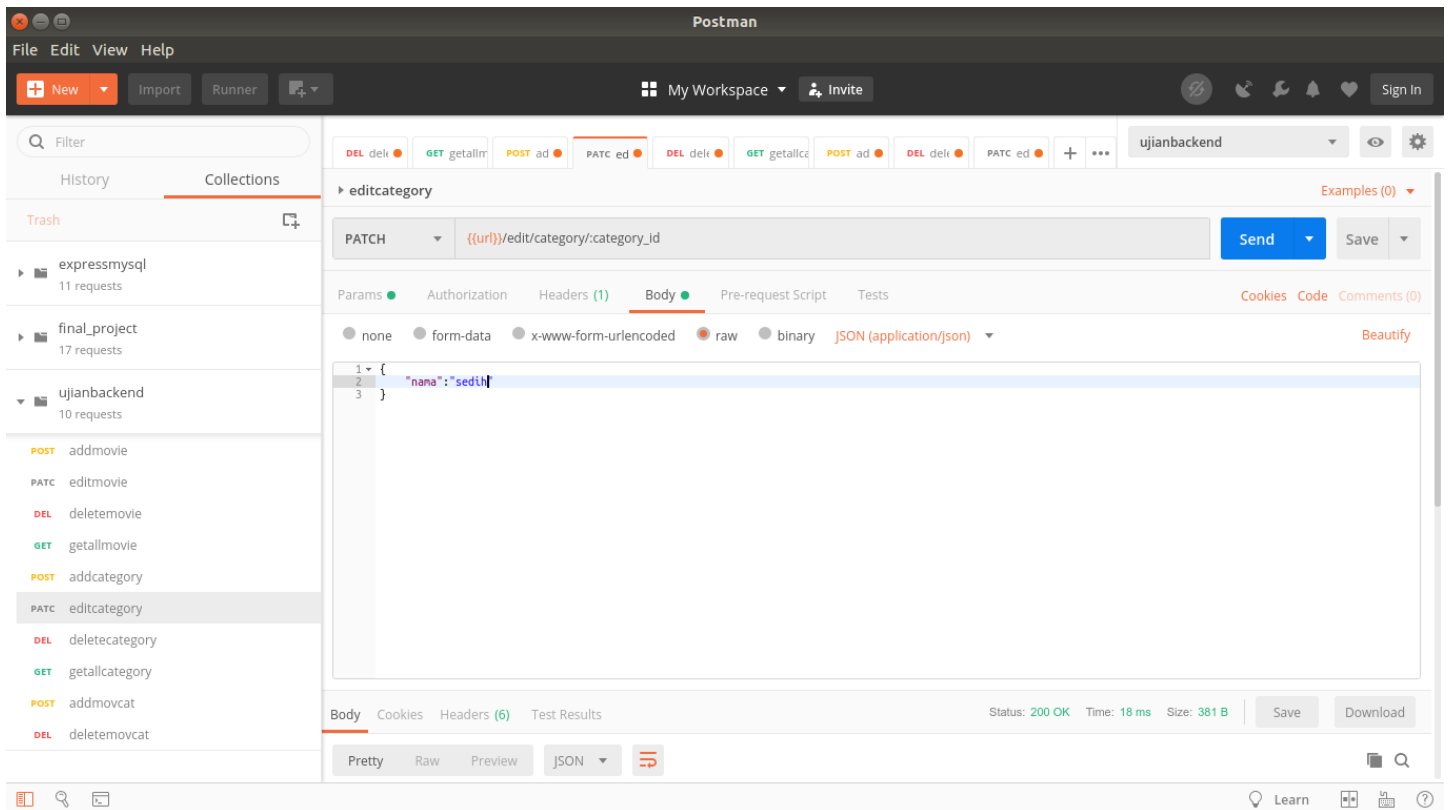 Postman
File Edit View Help
New Import Runner My Workspace Invite Sign In
Filter
History Collections
Trash
expressmysql
11 requests
final_project
17 requests
ujianbackend
10 requests
POST addmovie
PATC editmovie
DEL deletemovie
GET getallmovie
POST addcategory
PATC editcategory
DEL deletecategory
GET getallcategory
POST addmovcat
DEL deletemovcat
DEL dele GET getallm POST ad PATC ed DEL dele GET getallca POST ad DEL dele PATC ed ujianbackend
editcategory Examples (0)
PATCH {{url}}/edit/category/:category_id Send Save
Params Authorization Headers (1) Body Pre-request Script Tests Cookies Code Comments (0)
none form-data x-www-form-urlencoded raw binary JSON (application/json) Beautify
1 {
2 "nama":"sedih"
3 }
Body Cookies Headers (6) Test Results Status: 200 OK Time: 18 ms Size: 381 B Save Download
Pretty Raw Preview JSON
Learn